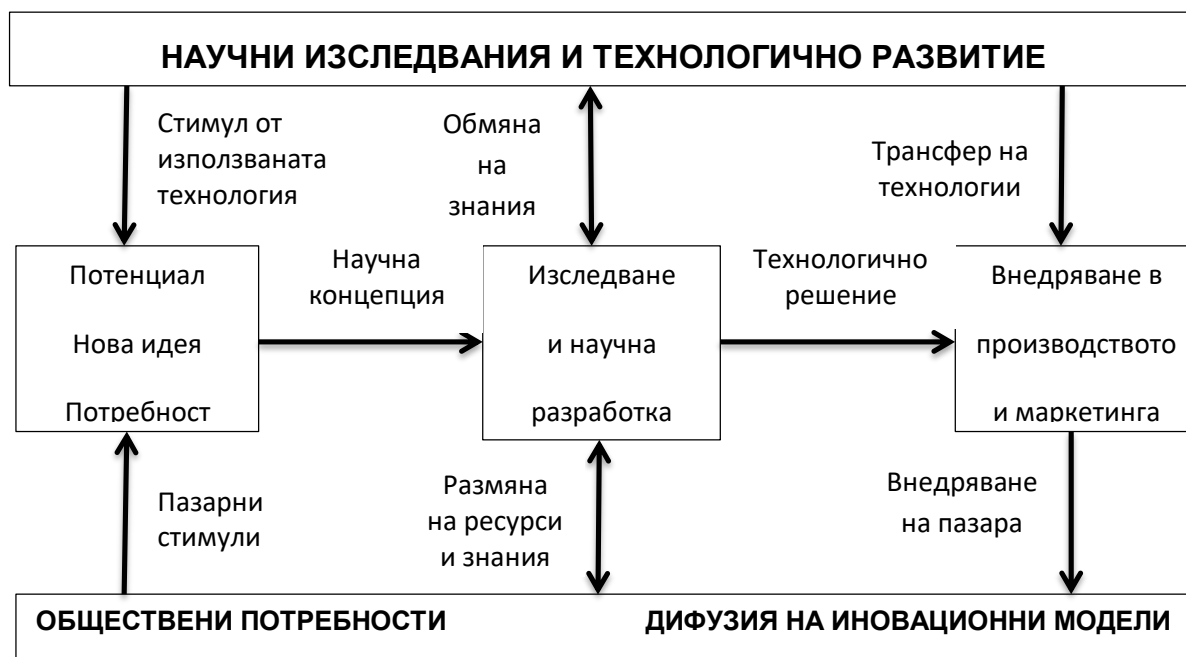 НАУЧНИ ИЗСЛЕДВАНИЯ И ТЕХНОЛОГИЧНО РАЗВИТИЕ
Стимул от
използваната
технология
Обмяна
на
знания
Трансфер на
технологии
Потенциал
Нова идея
Потребност
Научна
концепция
Изследване
и научна
разработка
Технологично
решение
Внедряване в
производството
и маркетинга
Пазарни
стимули
Размяна
на ресурси
и знания
Внедряване
на пазара
ОБЩЕСТВЕНИ ПОТРЕБНОСТИ
ДИФУЗИЯ НА ИНОВАЦИОННИ МОДЕЛИ